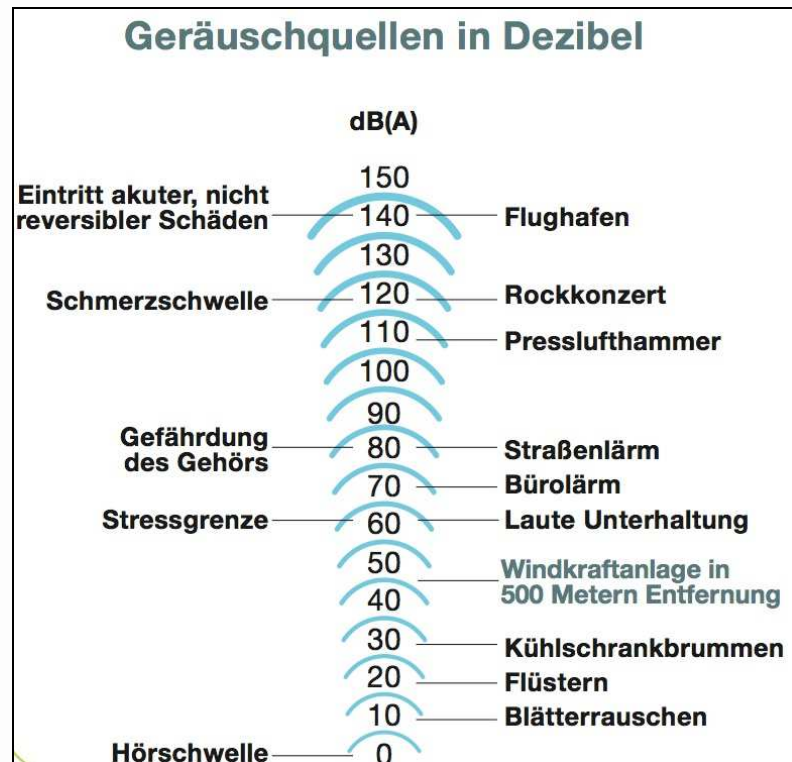 Geräuschquellen in Dezibel
dB(A)
150
Eintritt akuter, nicht
reversibler Schäden
140
Flughafen
130
Schmerzschwelle
120
Rockkonzert
110
Presslufthammer
100
90
Gefährdung
des Gehörs
80
Straßenlärm
70
Bürolärm
Stressgrenze
60
Laute Unterhaltung
50
Windkraftanlage in
500 Metern Entfernung
40
30
Kühlschrankbrummen
20
Flüstern
10
Blätterrauschen
Hörschwelle
0